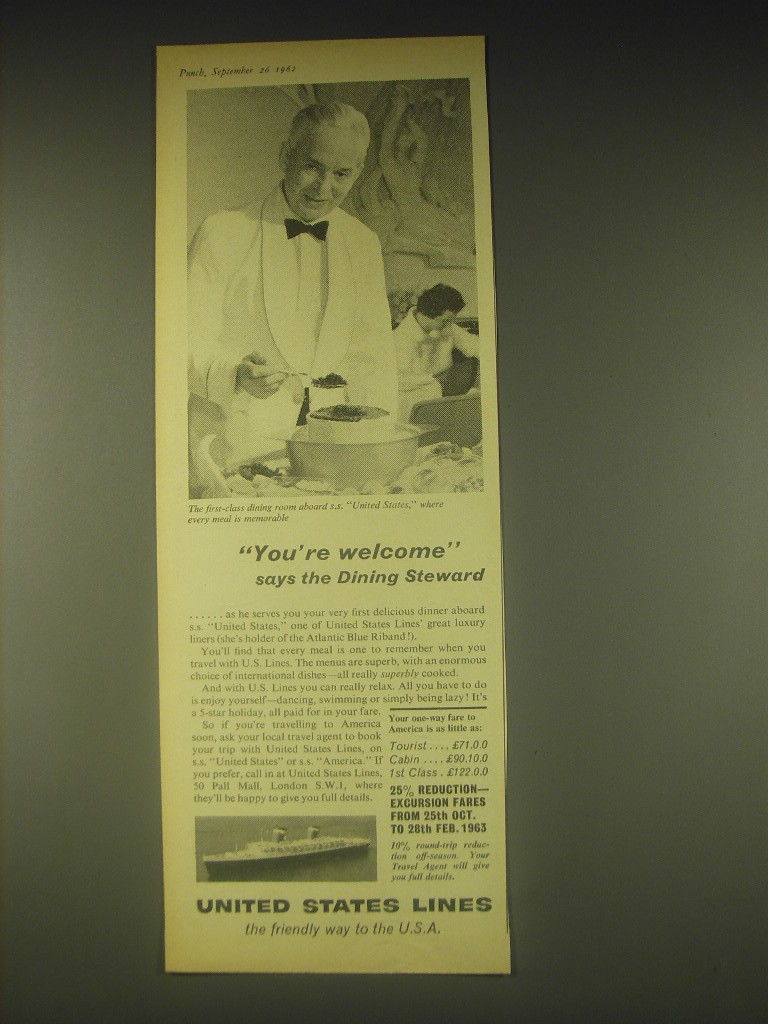 Punch, September 26 1962
The first-class dining room aboard s.s. "United States," where
every meal is memorable
"You're welcome"
says the Dining Steward
...... as he serves you your very first delicious dinner aboard
s.s. "United States," one of United States Lines' great luxury
liners (she's holder of the Atlantic Blue Riband!).
You'll find that every meal is one to remember when you
travel with U.S. Lines. The menus are superb, with an enormous
choice of international dishes—all really superbly cooked.
And with U.S. Lines you can really relax. All you have to do
is enjoy yourself—dancing, swimming or simply being lazy! It's
a 5-star holiday, all paid for in your fare.
So if you're travelling to America
soon, ask your local travel agent to book
your trip with United States Lines, on
s.s. "United States" or s.s. "America." If
you prefer, call in at United States Lines,
50 Pall Mall, London S.W.1, where
they'll be happy to give you full details.
Your one-way fare to
America is as little as:
Tourist .... £71.0.0
Cabin .... £90.10.0
1st Class . £122.0.0
25% REDUCTION—
EXCURSION FARES
FROM 25th OCT.
TO 28th FEB. 1963
10% round-trip reduc-
tion off-season. Your
Travel Agent will give
you full details.
UNITED STATES LINES
the friendly way to the U.S.A.